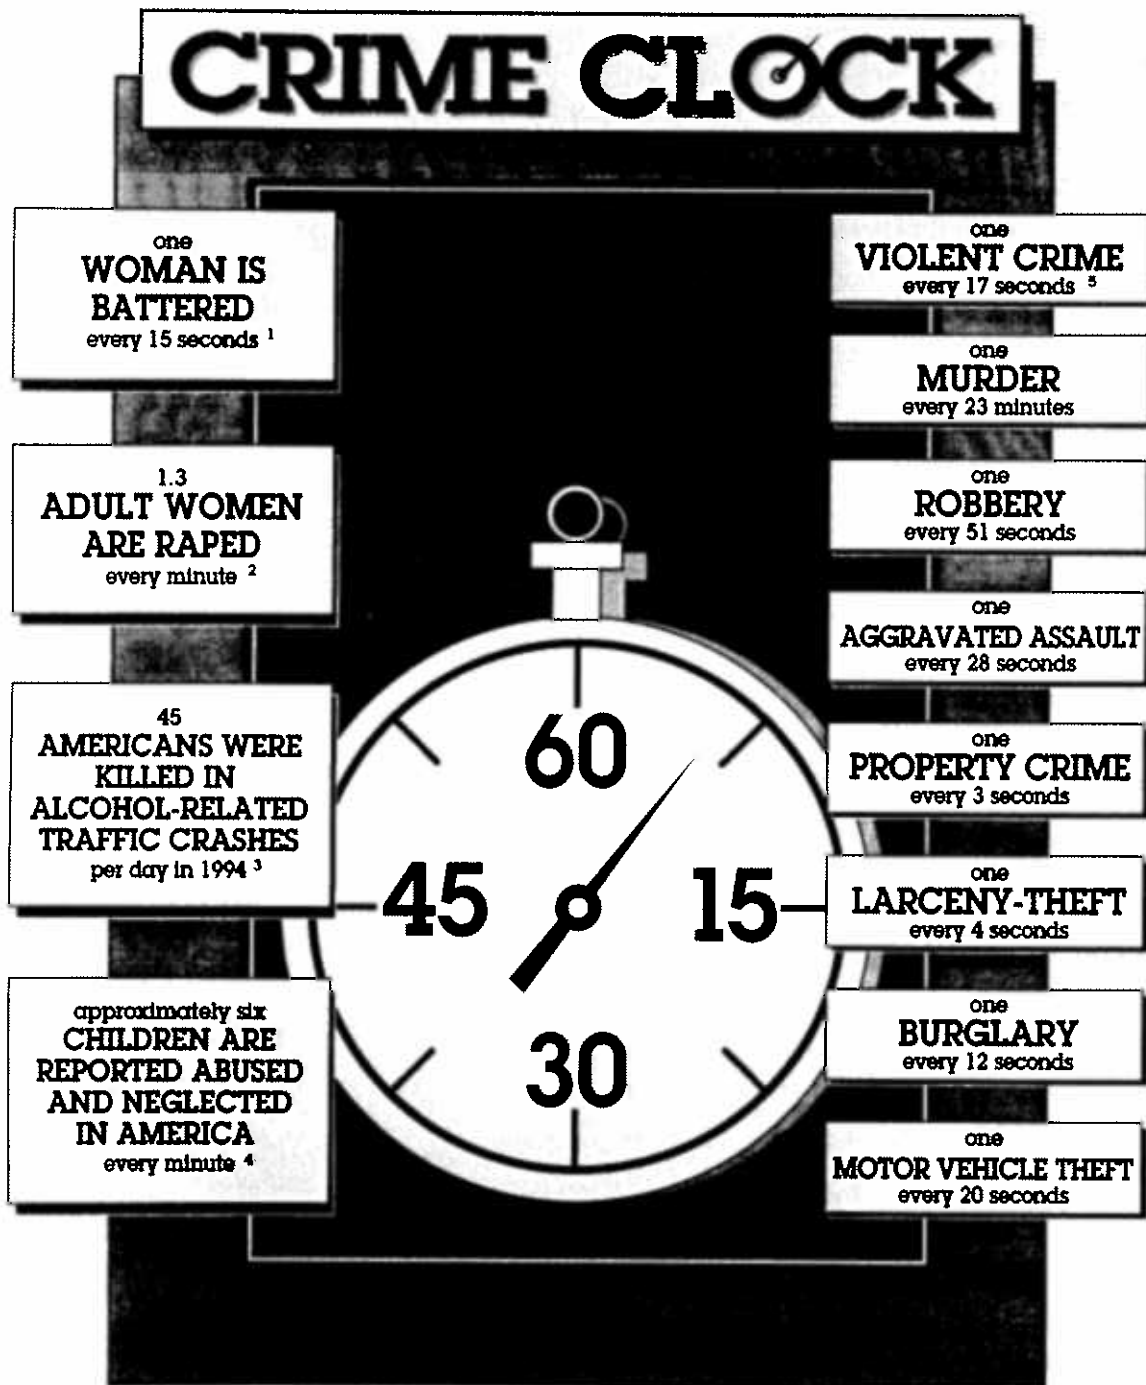 CRIME CLOCK
one
WOMAN IS
BATTERED
every 15 seconds 1
1.3
ADULT WOMEN
ARE RAPED
every minute 2
45
AMERICANS WERE
KILLED IN
ALCOHOL-RELATED
TRAFFIC CRASHES
per day in 1994 3
approximately six
CHILDREN ARE
REPORTED ABUSED
AND NEGLECTED
IN AMERICA
every minute 4
60
45
15
30
one
VIOLENT CRIME
every 17 seconds 5
one
MURDER
every 23 minutes
one
ROBBERY
every 51 seconds
one
AGGRAVATED ASSAULT
every 28 seconds
one
PROPERTY CRIME
every 3 seconds
one
LARCENY-THEFT
every 4 seconds
one
BURGLARY
every 12 seconds
one
MOTOR VEHICLE THEFT
every 20 seconds